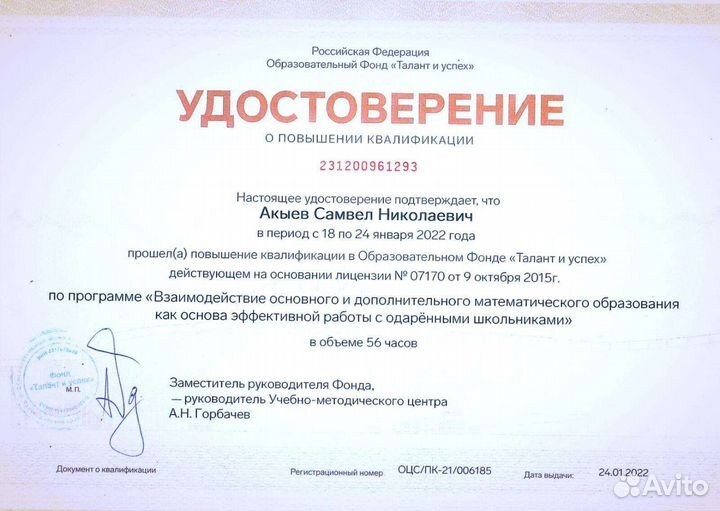 Российская Федерация
Образовательный Фонд «Талант и успех»
УДОСТОВЕРЕНИЕ
О ПОВЫШЕНИИ КВАЛИФИКАЦИИ
231200961293
Настоящее удостоверение подтверждает, что
Акыев Самвел Николаевич
в период с 18 по 24 января 2022 года
прошел(а) повышение квалификации в Образовательном Фонде «Талант и успех»
действующем на основании лицензии № 07170 от 9 октября 2015г.
по программе «Взаимодействие основного и дополнительного математического образования
как основа эффективной работы с одарёнными школьниками»
в объеме 56 часов
ФОНД
«Талант и успех»
М.П.
Заместитель руководителя Фонда,
— руководитель Учебно-методического центра
А.Н. Горбачев
Документ о квалификации
Регистрационный номер ОЦС/ПК-21/006185
Дата выдачи: 24.01.2022
Avito